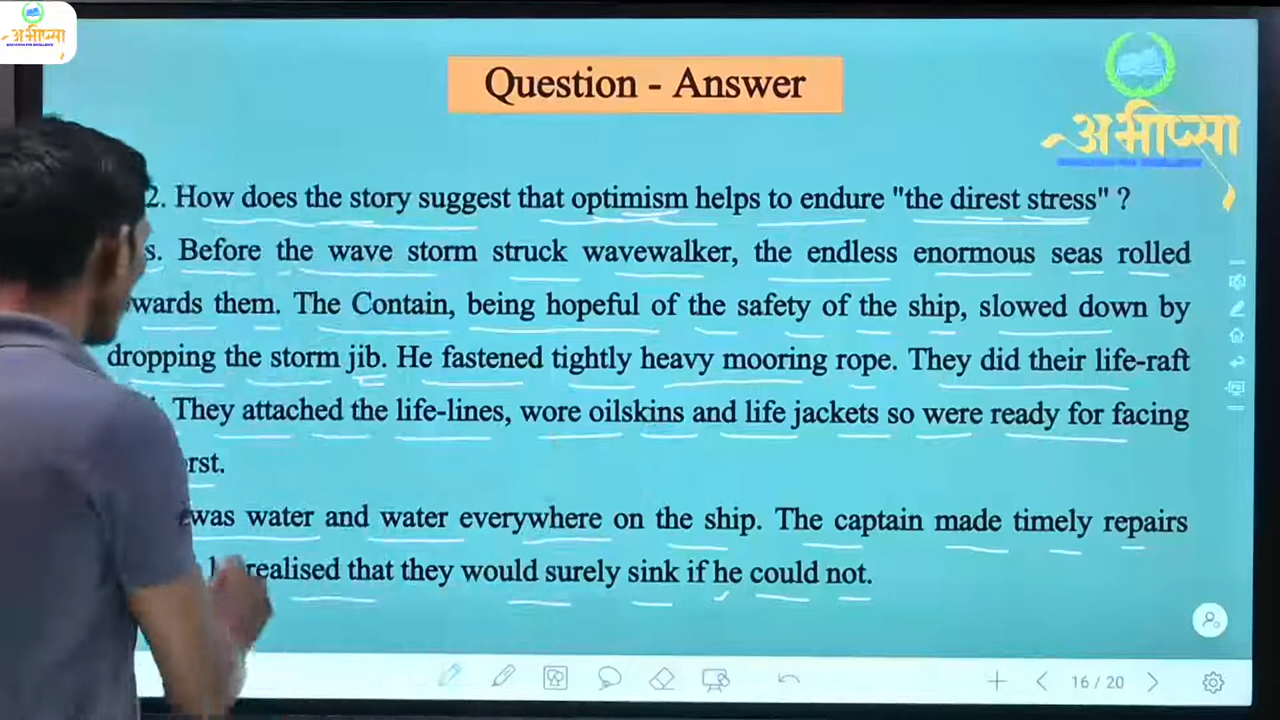 अभीप्सा
Question - Answer
अभीप्सा
2. How does the story suggest that optimism helps to endure "the direst stress" ?
s. Before the wave storm struck wavewalker, the endless enormous seas rolled
wards them. The Contain, being hopeful of the safety of the ship, slowed down by
dropping the storm jib. He fastened tightly heavy mooring rope. They did their life-raft
They attached the life-lines, wore oilskins and life jackets so were ready for facing
rst.
was water and water everywhere on the ship. The captain made timely repairs
realised that they would surely sink if he could not.
16 / 20